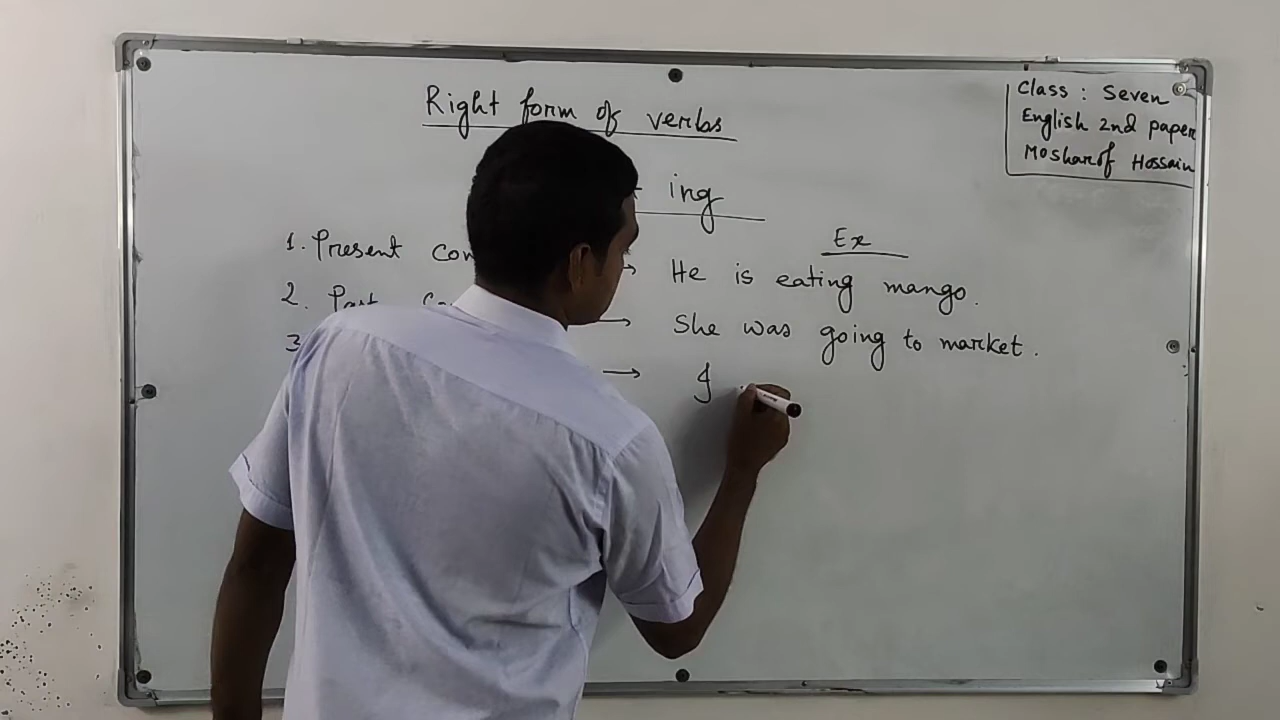 Right form of verbs
Class : Seven
English 2nd paper
Mosharof Hossain
+ ing
Ex
1. Present → He is eating mango.
2. Past → She was going to market.
3 → I